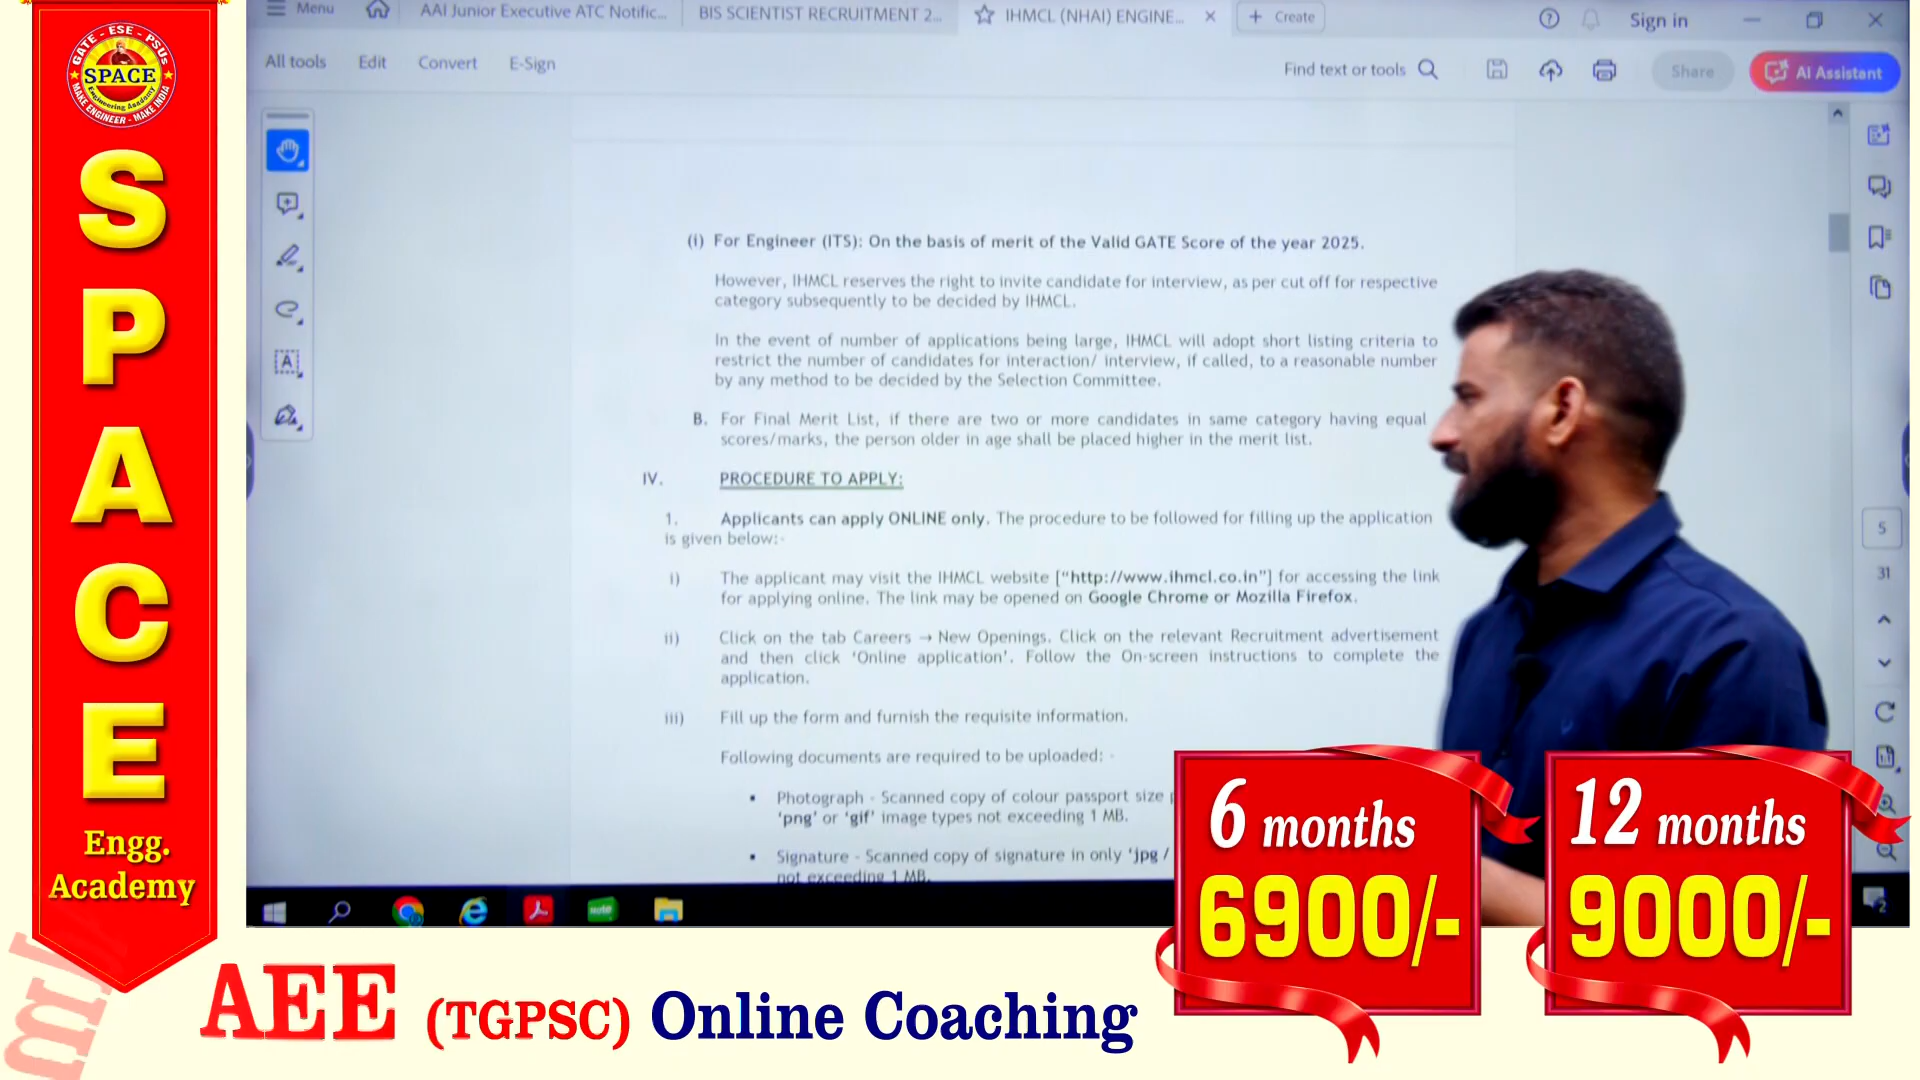 GATE - ESE - PSUs
SPACE
Engineering Academy
MAKE ENGINEER - MAKE INDIA
S
P
A
C
E
Engg.
Academy
Menu
AAI Junior Executive ATC Notific...
BIS SCIENTIST RECRUITMENT 2...
IHMCL (NHAI) ENGINE...
Create
Sign in
All tools
Edit
Convert
E-Sign
Find text or tools
Share
AI Assistant
(i) For Engineer (ITS): On the basis of merit of the Valid GATE Score of the year 2025.
However, IHMCL reserves the right to invite candidate for interview, as per cut off for respective
category subsequently to be decided by IHMCL.
In the event of number of applications being large, IHMCL will adopt short listing criteria to
restrict the number of candidates for interaction/ interview, if called, to a reasonable number
by any method to be decided by the Selection Committee.
B. For Final Merit List, if there are two or more candidates in same category having equal
scores/marks, the person older in age shall be placed higher in the merit list.
IV. PROCEDURE TO APPLY:
1. Applicants can apply ONLINE only. The procedure to be followed for filling up the application
is given below:-
i) The applicant may visit the IHMCL website ["http://www.ihmcl.co.in"] for accessing the link
for applying online. The link may be opened on Google Chrome or Mozilla Firefox.
ii) Click on the tab Careers → New Openings. Click on the relevant Recruitment advertisement
and then click ‘Online application’. Follow the On-screen instructions to complete the
application.
iii) Fill up the form and furnish the requisite information.
Following documents are required to be uploaded: -
▪ Photograph - Scanned copy of colour passport size
‘png’ or ‘gif’ image types not exceeding 1 MB.
▪ Signature - Scanned copy of signature in only ‘jpg /
not exceeding 1 MB.
5
31
note
2
6 months
6900/-
12 months
9000/-
AEE (TGPSC) Online Coaching